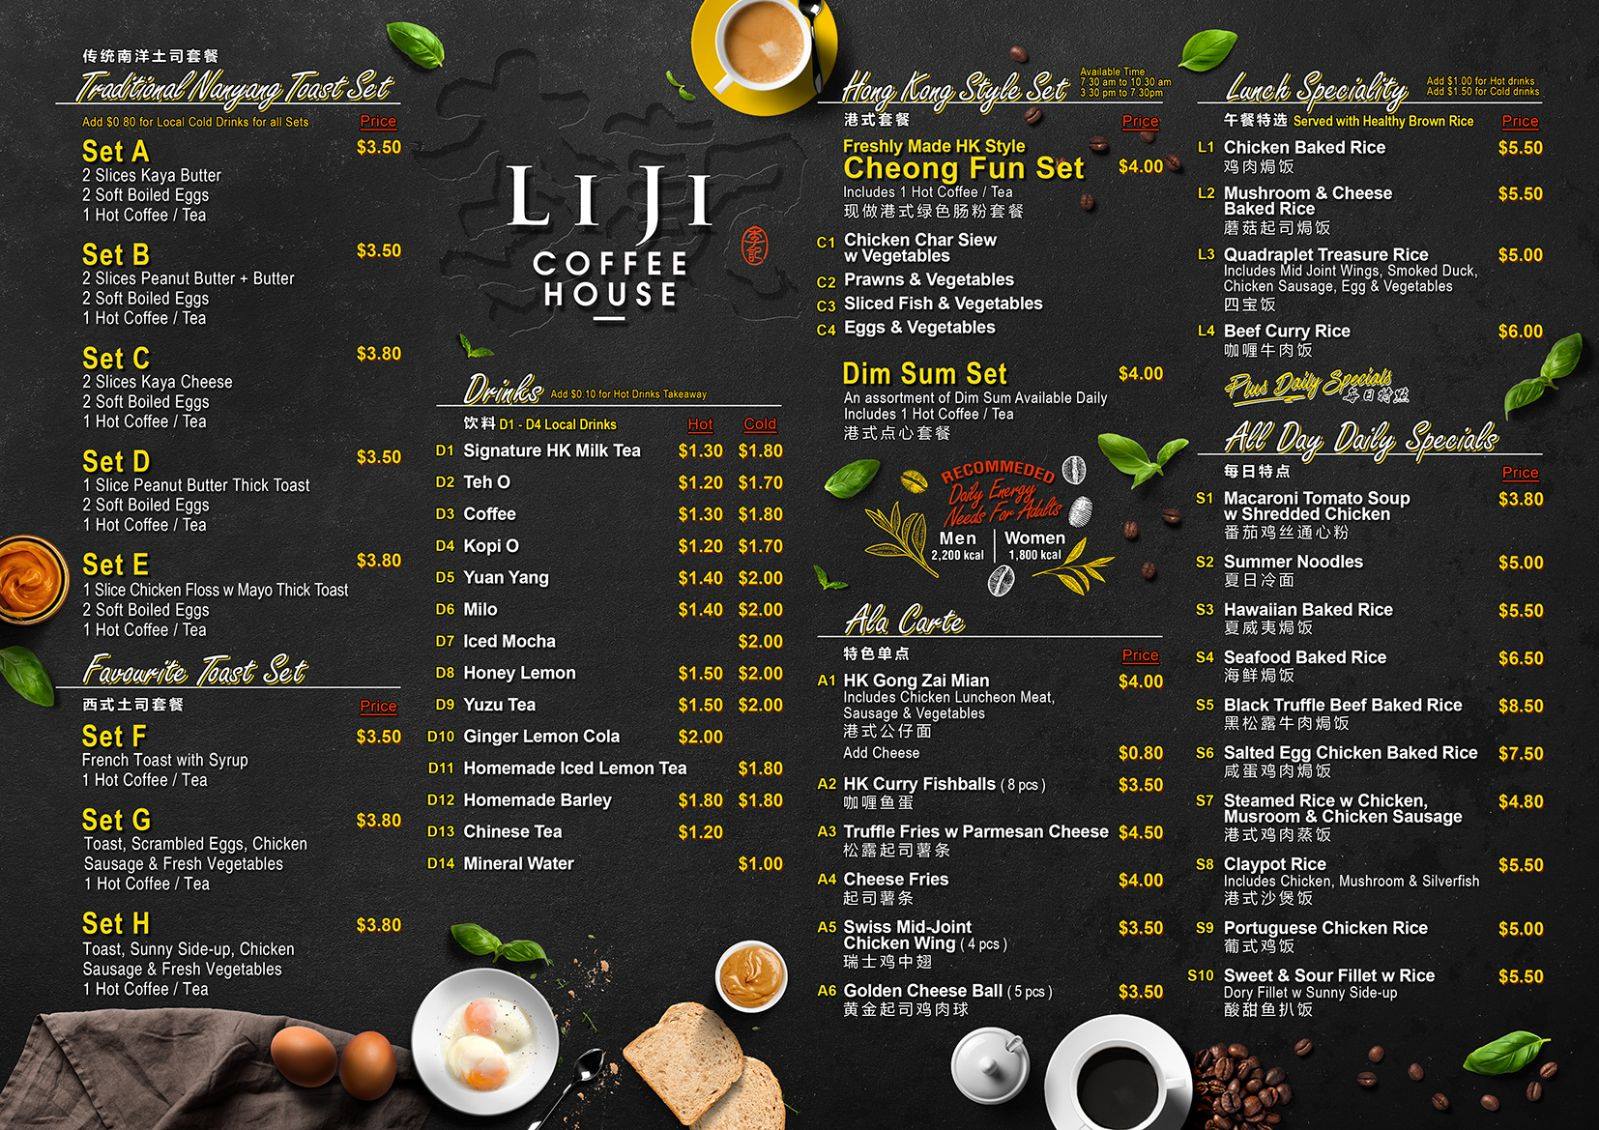 传统南洋土司套餐
Traditional Nanyang Toast Set
Add $0.80 for Local Cold Drinks for all Sets Price
Set A $3.50
2 Slices Kaya Butter
2 Soft Boiled Eggs
1 Hot Coffee / Tea
Set B $3.50
2 Slices Peanut Butter + Butter
2 Soft Boiled Eggs
1 Hot Coffee / Tea
Set C $3.80
2 Slices Kaya Cheese
2 Soft Boiled Eggs
1 Hot Coffee / Tea
Set D $3.50
1 Slice Peanut Butter Thick Toast
2 Soft Boiled Eggs
1 Hot Coffee / Tea
Set E $3.80
1 Slice Chicken Floss w Mayo Thick Toast
2 Soft Boiled Eggs
1 Hot Coffee / Tea
Favourite Toast Set
西式土司套餐 Price
Set F $3.50
French Toast with Syrup
1 Hot Coffee / Tea
Set G $3.80
Toast, Scrambled Eggs, Chicken
Sausage & Fresh Vegetables
1 Hot Coffee / Tea
Set H $3.80
Toast, Sunny Side-up, Chicken
Sausage & Fresh Vegetables
1 Hot Coffee / Tea
LI JI
李記
COFFEE
HOUSE
Drinks Add $0.10 for Hot Drinks Takeaway
饮料 D1 - D4 Local Drinks Hot Cold
D1 Signature HK Milk Tea $1.30 $1.80
D2 Teh O $1.20 $1.70
D3 Coffee $1.30 $1.80
D4 Kopi O $1.20 $1.70
D5 Yuan Yang $1.40 $2.00
D6 Milo $1.40 $2.00
D7 Iced Mocha $2.00
D8 Honey Lemon $1.50 $2.00
D9 Yuzu Tea $1.50 $2.00
D10 Ginger Lemon Cola $2.00
D11 Homemade Iced Lemon Tea $1.80
D12 Homemade Barley $1.80 $1.80
D13 Chinese Tea $1.20
D14 Mineral Water $1.00
Hong Kong Style Set
Available Time
7.30 am to 10.30 am
3.30 pm to 7.30pm
港式套餐 Price
Freshly Made HK Style
Cheong Fun Set $4.00
Includes 1 Hot Coffee / Tea
现做港式绿色肠粉套餐
C1 Chicken Char Siew
w Vegetables
C2 Prawns & Vegetables
C3 Sliced Fish & Vegetables
C4 Eggs & Vegetables
Dim Sum Set $4.00
An assortment of Dim Sum Available Daily
Includes 1 Hot Coffee / Tea
港式点心套餐
RECOMMEDED
Daily Energy
Needs For Adults
Men Women
2,200 kcal 1,800 kcal
Ala Carte
特色单点 Price
A1 HK Gong Zai Mian $4.00
Includes Chicken Luncheon Meat,
Sausage & Vegetables
港式公仔面
Add Cheese $0.80
A2 HK Curry Fishballs ( 8 pcs ) $3.50
咖喱鱼蛋
A3 Truffle Fries w Parmesan Cheese $4.50
松露起司薯条
A4 Cheese Fries $4.00
起司薯条
A5 Swiss Mid-Joint $3.50
Chicken Wing ( 4 pcs )
瑞士鸡中翅
A6 Golden Cheese Ball ( 5 pcs ) $3.50
黄金起司鸡肉球
Lunch Speciality
Add $1.00 for Hot drinks
Add $1.50 for Cold drinks
午餐特选 Served with Healthy Brown Rice Price
L1 Chicken Baked Rice $5.50
鸡肉焗饭
L2 Mushroom & Cheese $5.50
Baked Rice
蘑菇起司焗饭
L3 Quadraplet Treasure Rice $5.00
Includes Mid Joint Wings, Smoked Duck,
Chicken Sausage, Egg & Vegetables
四宝饭
L4 Beef Curry Rice $6.00
咖喱牛肉饭
Plus Daily Specials
每日特点
All Day Daily Specials
每日特点 Price
S1 Macaroni Tomato Soup $3.80
w Shredded Chicken
番茄鸡丝通心粉
S2 Summer Noodles $5.00
夏日冷面
S3 Hawaiian Baked Rice $5.50
夏威夷焗饭
S4 Seafood Baked Rice $6.50
海鲜焗饭
S5 Black Truffle Beef Baked Rice $8.50
黑松露牛肉焗饭
S6 Salted Egg Chicken Baked Rice $7.50
咸蛋鸡肉焗饭
S7 Steamed Rice w Chicken, $4.80
Musroom & Chicken Sausage
港式鸡肉蒸饭
S8 Claypot Rice $5.50
Includes Chicken, Mushroom & Silverfish
港式沙煲饭
S9 Portuguese Chicken Rice $5.00
葡式鸡饭
S10 Sweet & Sour Fillet w Rice $5.50
Dory Fillet w Sunny Side-up
酸甜鱼扒饭